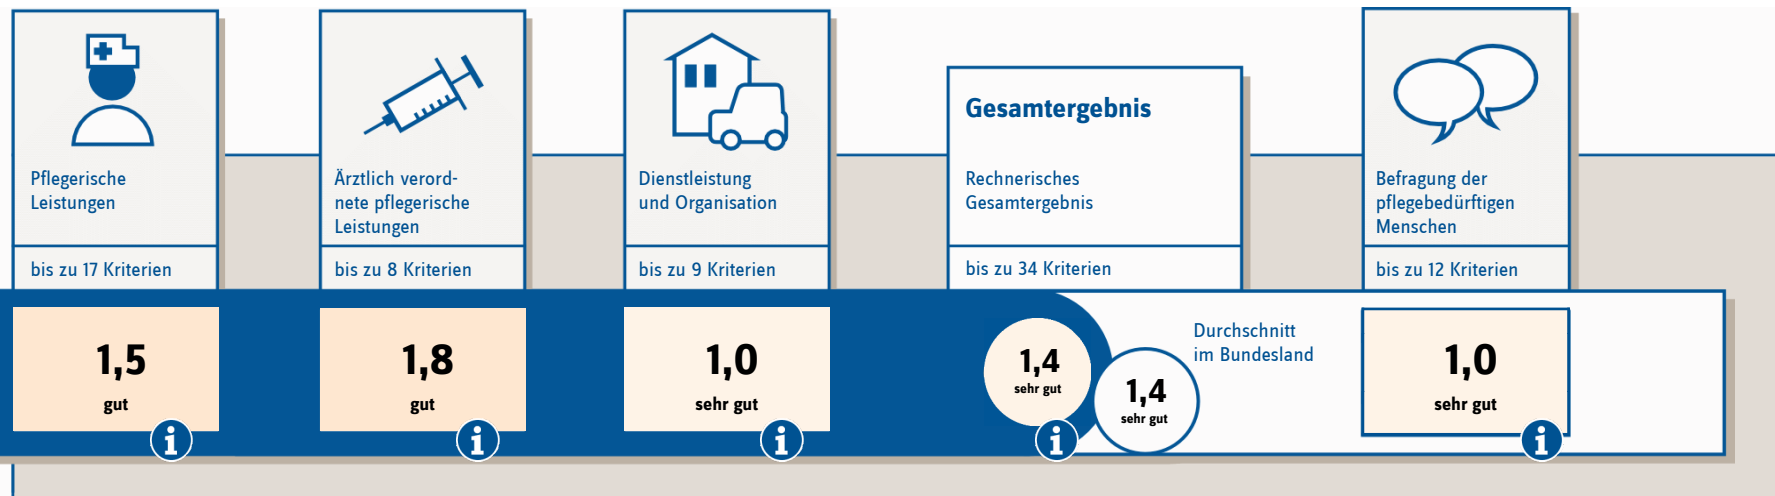 Pflegerische
Leistungen
bis zu 17 Kriterien
1,5
gut
i
Ärztlich verord-
nete pflegerische
Leistungen
bis zu 8 Kriterien
1,8
gut
i
Dienstleistung
und Organisation
bis zu 9 Kriterien
1,0
sehr gut
i
Gesamtergebnis
Rechnerisches
Gesamtergebnis
bis zu 34 Kriterien
1,4
sehr gut
i
Durchschnitt
im Bundesland
1,4
sehr gut
Befragung der
pflegebedürftigen
Menschen
bis zu 12 Kriterien
1,0
sehr gut
i